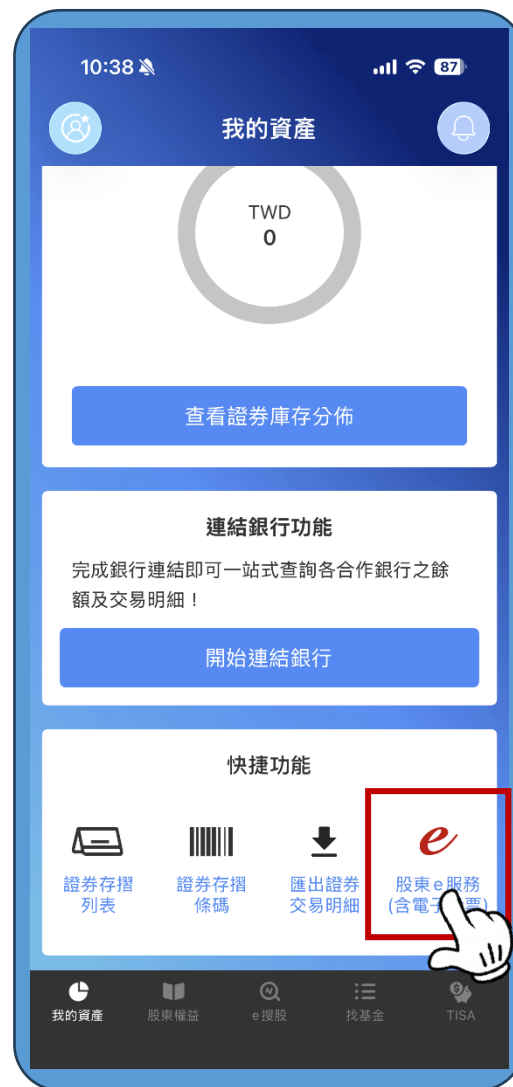 10:38
87
我的資產
TWD
0
查看證券庫存分佈
連結銀行功能
完成銀行連結即可一站式查詢各合作銀行之餘
額及交易明細！
開始連結銀行
快捷功能
證券存摺
列表
證券存摺
條碼
匯出證券
交易明細
e
股東e服務
(含電子 票)
我的資產
股東權益
e搜股
找基金
TISA